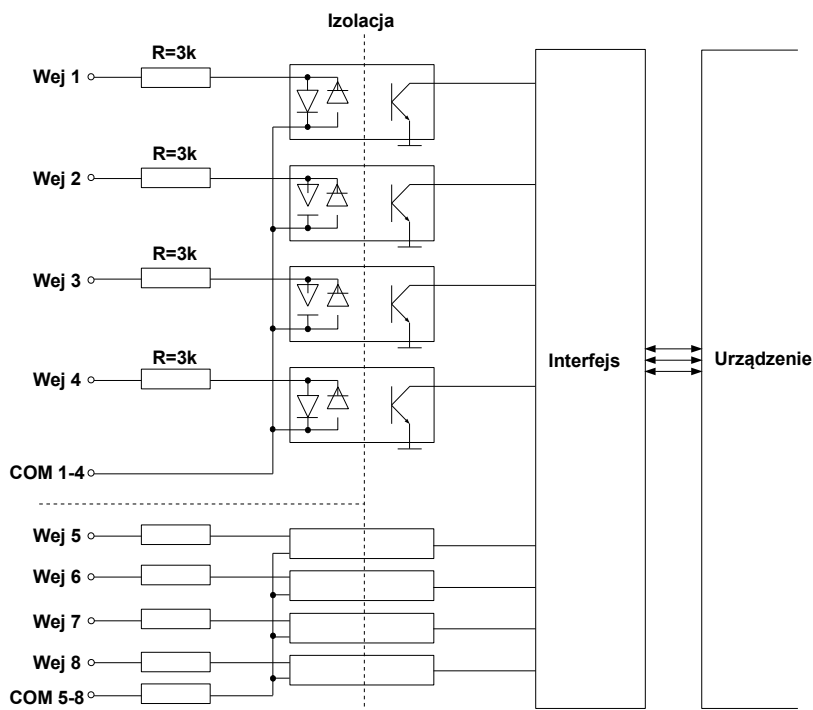 Izolacja
R=3k
Wej 1
R=3k
Wej 2
R=3k
Wej 3
R=3k
Wej 4
Interfejs
Urządzenie
COM 1-4
Wej 5
Wej 6
Wej 7
Wej 8
COM 5-8